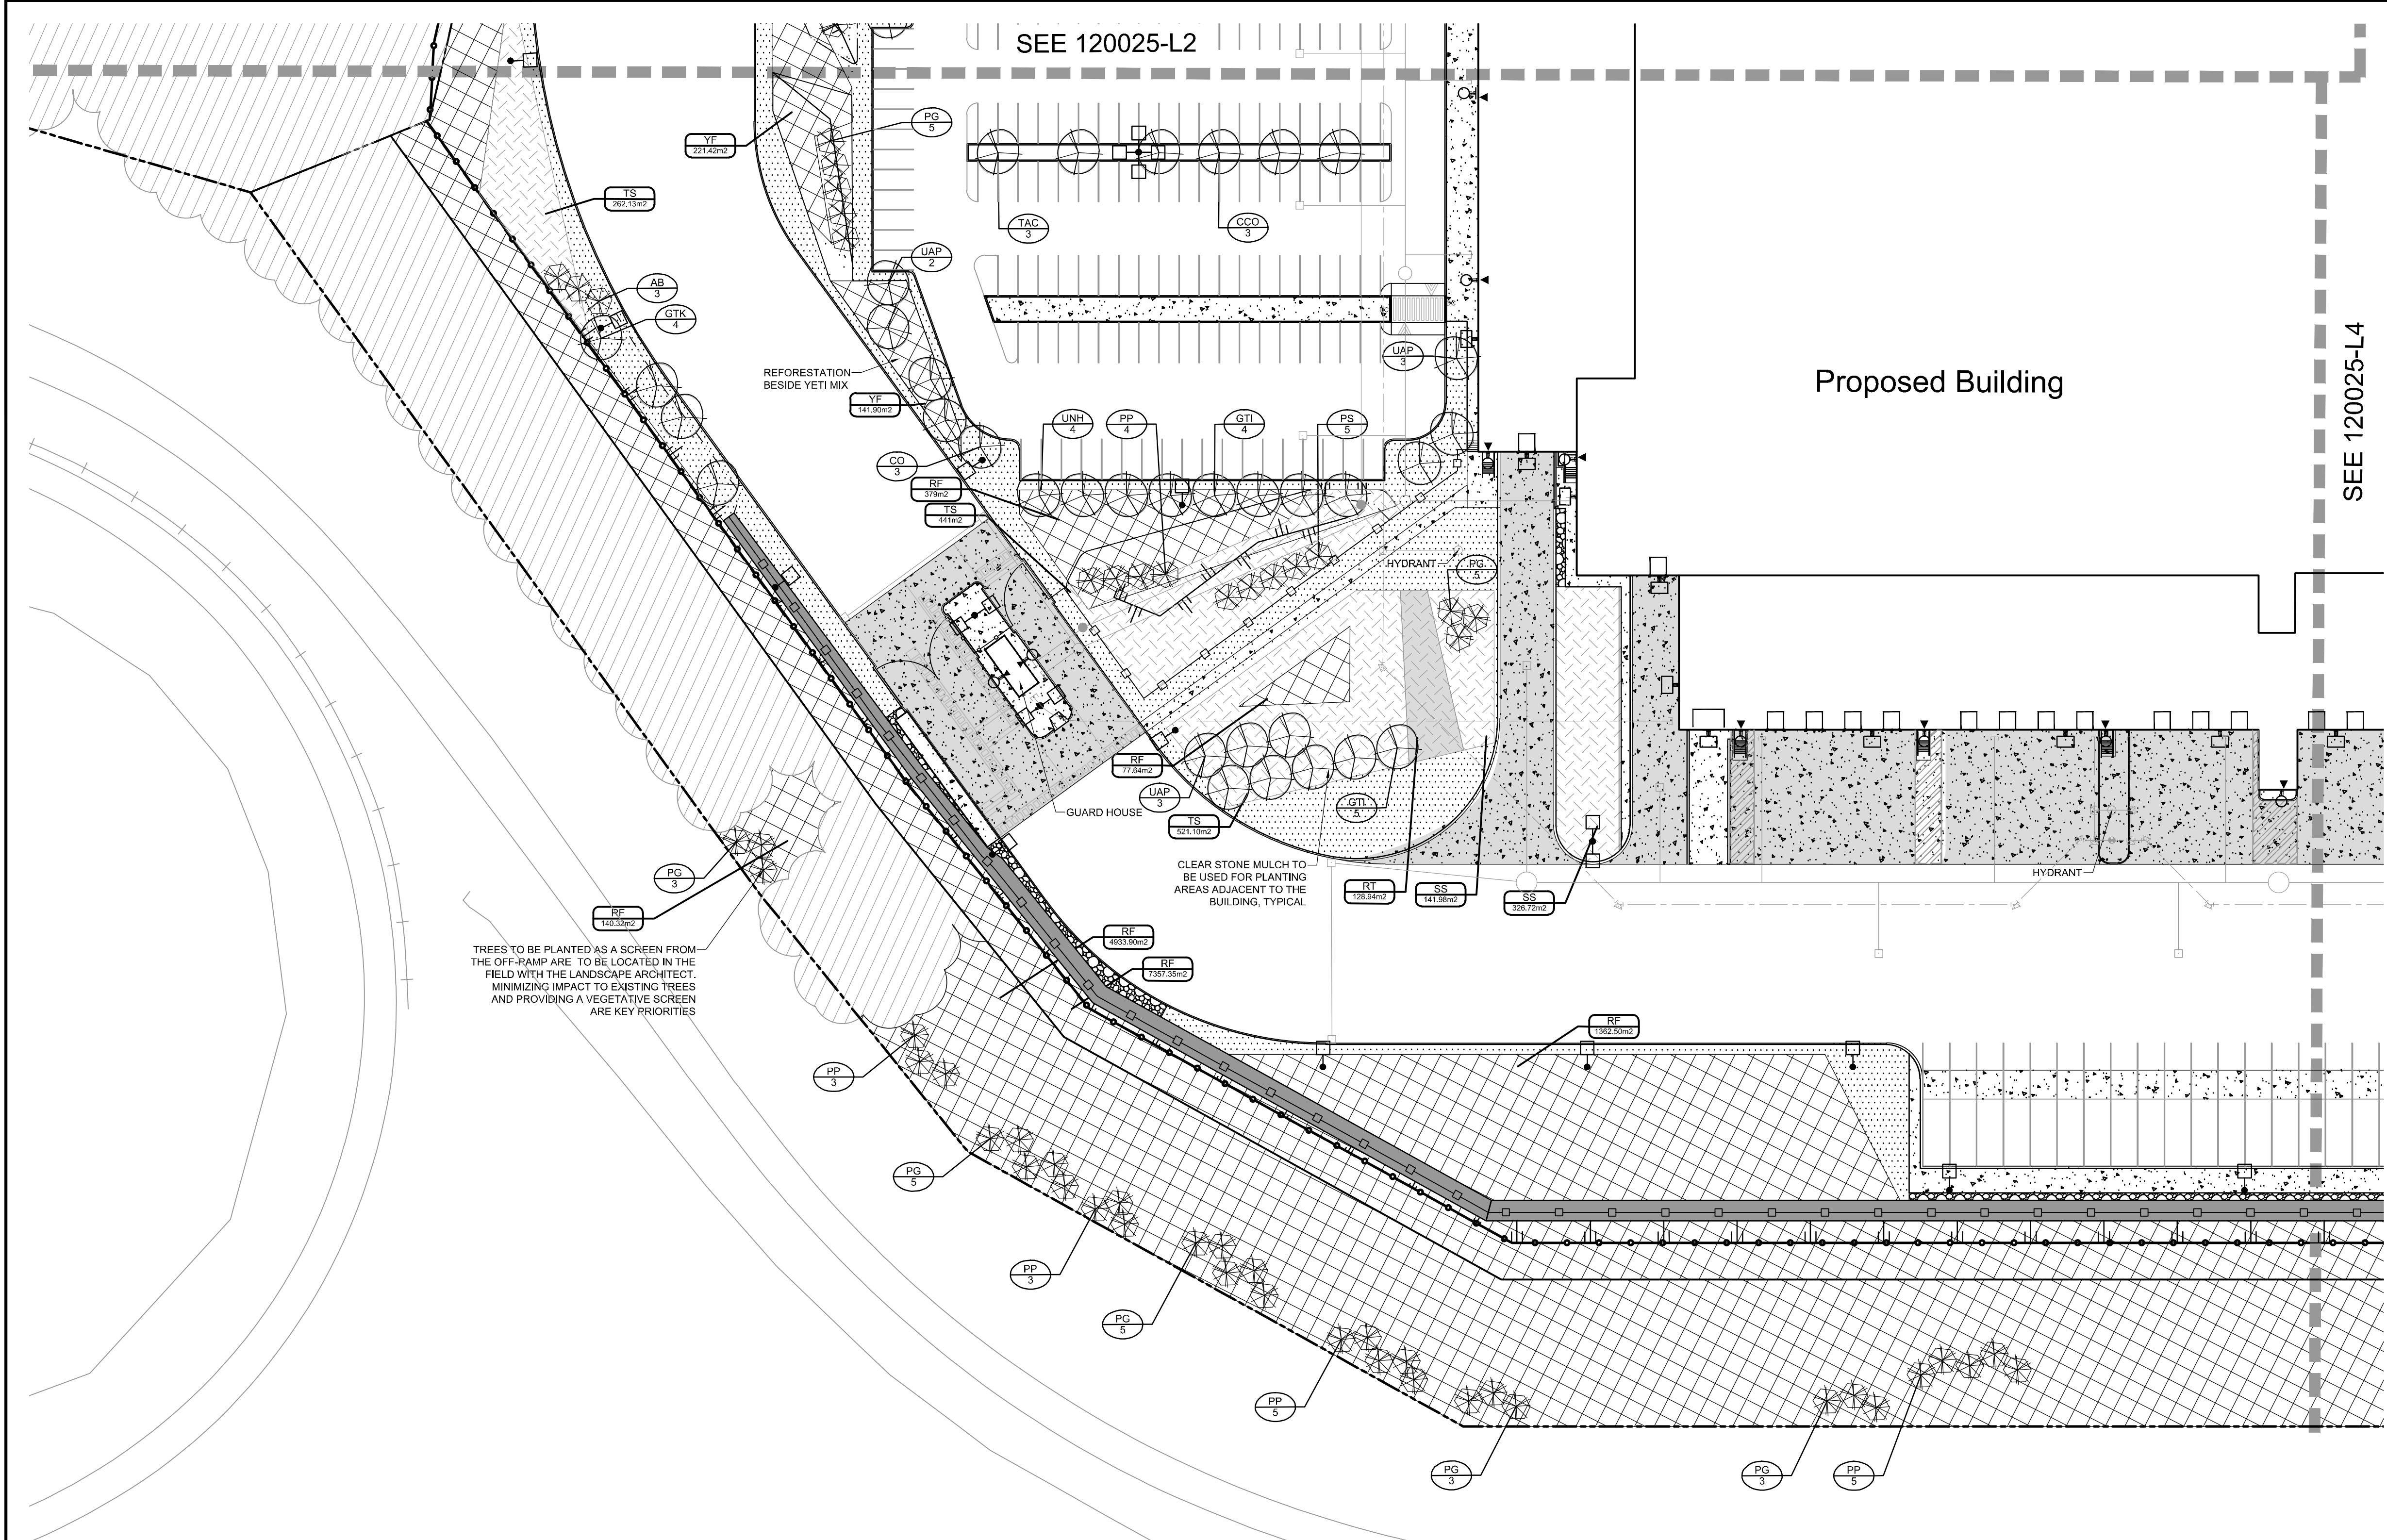 SEE 120025-L2
PG
5
YF
221.42m2
TS
262.13m2
TAC
3
CCO
3
UAP
2
AB
3
GTK
4
UAP
3
REFORESTATION
BESIDE YETI MIX
YF
141.90m2
Proposed Building
SEE 120025-L4
UNH
4
PP
4
GTI
4
PS
5
CO
3
RF
379m2
TS
441m2
HYDRANT
PG
5
RF
77.64m2
UAP
3
GTI
5
GUARD HOUSE
TS
521.10m2
CLEAR STONE MULCH TO
BE USED FOR PLANTING
AREAS ADJACENT TO THE
BUILDING, TYPICAL
RT
128.94m2
SS
141.98m2
SS
326.72m2
HYDRANT
PG
3
RF
140.32m2
TREES TO BE PLANTED AS A SCREEN FROM
THE OFF-RAMP ARE TO BE LOCATED IN THE
FIELD WITH THE LANDSCAPE ARCHITECT.
MINIMIZING IMPACT TO EXISTING TREES
AND PROVIDING A VEGETATIVE SCREEN
ARE KEY PRIORITIES
RF
4933.90m2
RF
7357.35m2
RF
1362.50m2
PP
3
PG
5
PP
3
PG
5
PP
5
PG
3
PG
3
PP
5